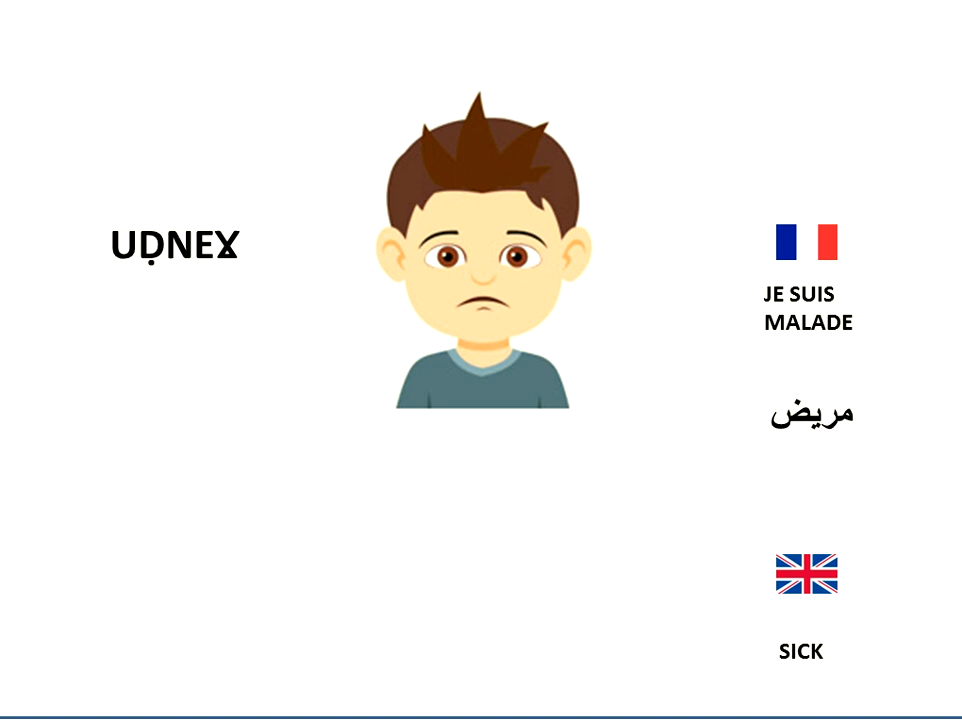 UḌNEƔ
JE SUIS
MALADE
مريض
SICK